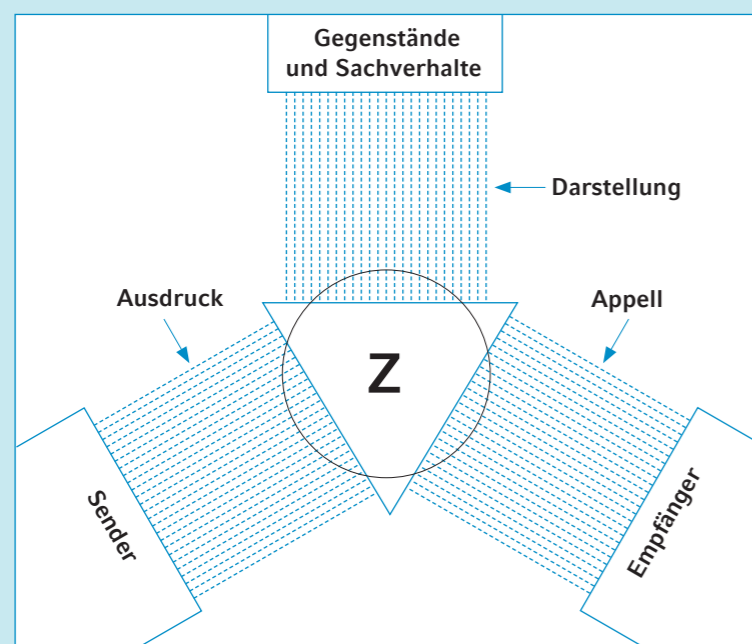 Gegenstände
und Sachverhalte
Darstellung
Ausdruck
Appell
Z
Sender
Empfänger